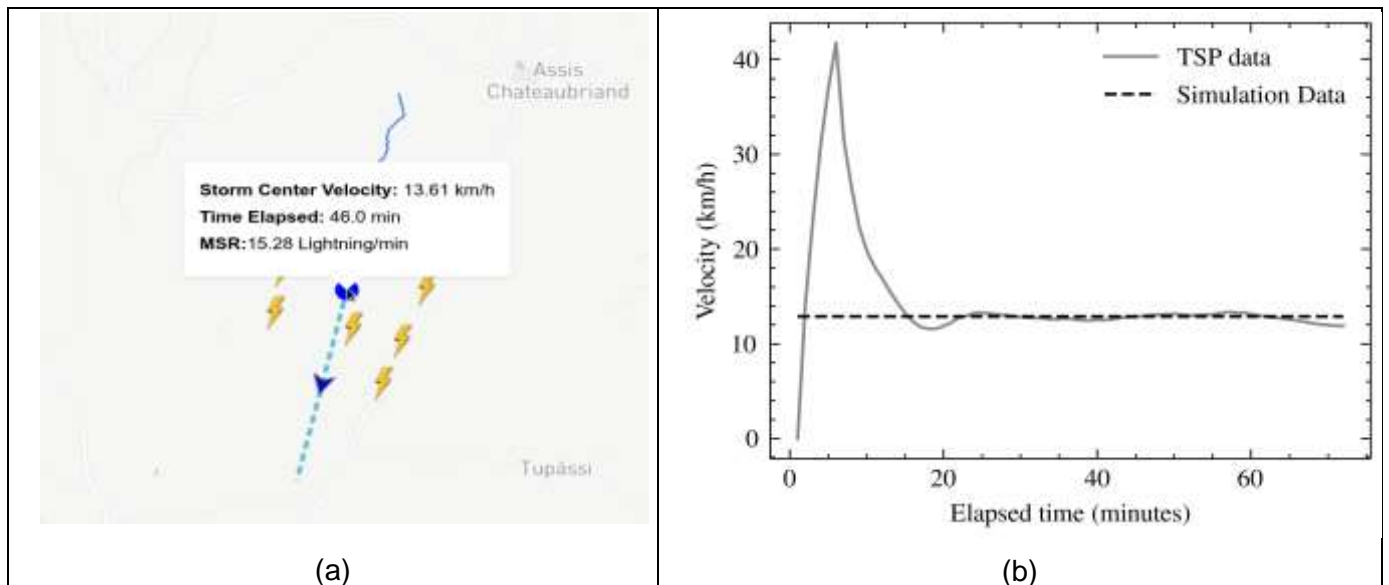 Assis
Chateaubriand
Storm Center Velocity: 13.61 km/h
Time Elapsed: 46.0 min
MSR:15.28 Lightning/min
Tupãssi
(a)
TSP data
Simulation Data
40
30
20
10
0
Velocity (km/h)
0 20 40 60
Elapsed time (minutes)
(b)